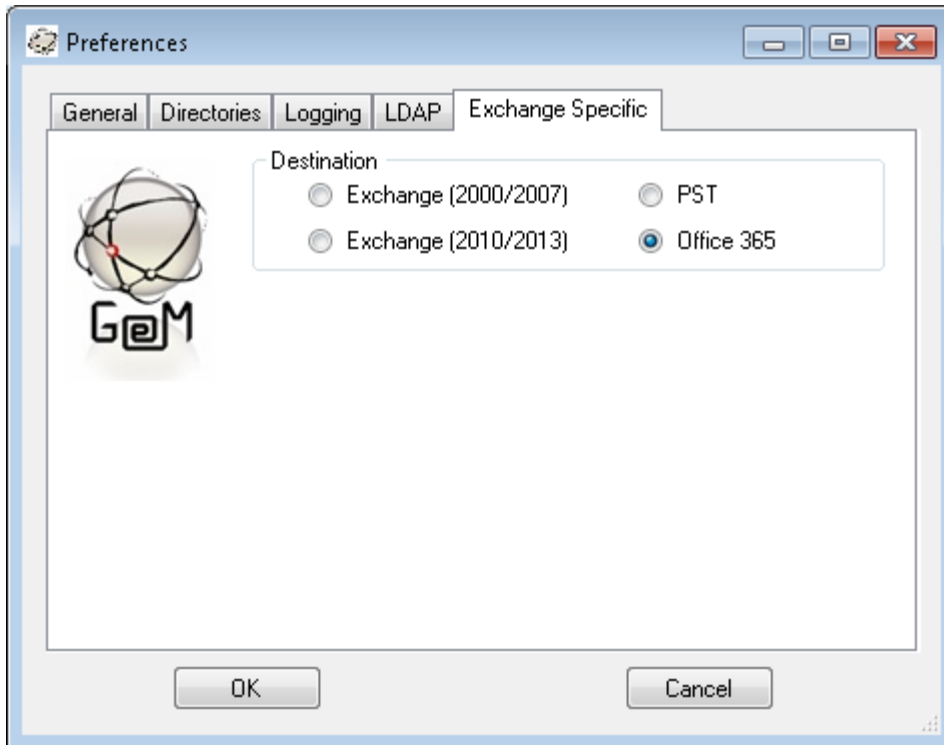 Preferences
General Directories Logging LDAP Exchange Specific
Destination
Exchange (2000/2007) PST
Exchange (2010/2013) Office 365
G@M
OK Cancel